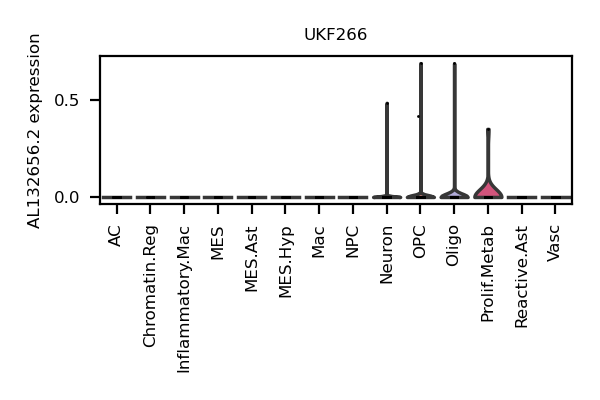 UKF266
AL132656.2 expression
0.5
0.0
AC
Chromatin.Reg
Inflammatory.Mac
MES
MES.Ast
MES.Hyp
Mac
NPC
Neuron
OPC
Oligo
Prolif.Metab
Reactive.Ast
Vasc